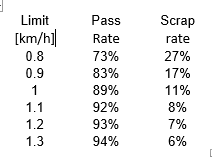 Limit Pass Scrap
[km/h] Rate rate
0.8 73% 27%
0.9 83% 17%
1 89% 11%
1.1 92% 8%
1.2 93% 7%
1.3 94% 6%